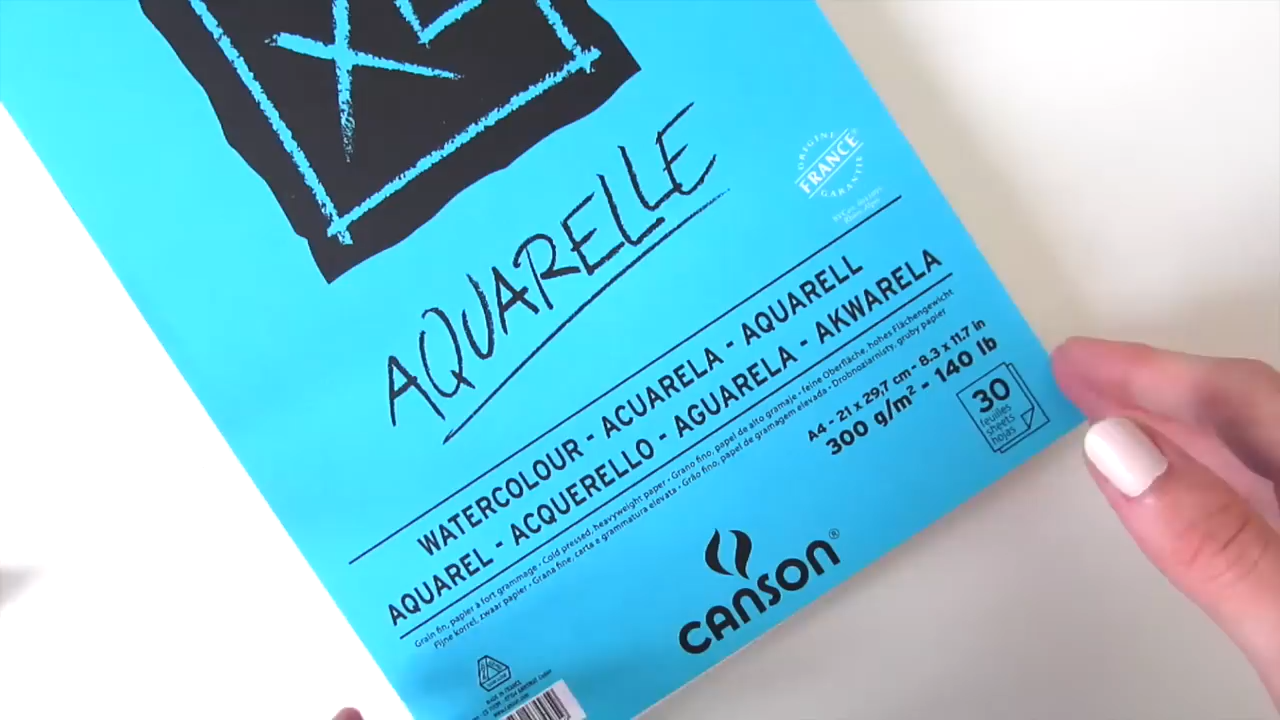 XL
AQUARELLE
ORIGINE
FRANCE
GARANTIE
WATERCOLOUR - ACUARELA - AQUARELL
AQUAREL - ACQUERELLO - AGUARELA - AKWARELA
Grain fin, papier à fort grammage • Cold pressed, heavyweight paper • Grano fino, papel de alto gramaje • feine Oberfläche, hohes Flächengewicht
Fijne korrel, zwaar papier • Grana fine, carta e grammatura elevata • Grão fino, papel de gramagem elevada • Drobnoziarnisty, gruby papier
A4 - 21 x 29,7 cm - 8.3 x 11.7 in
300 g/m² - 140 lb
30
feuilles
sheets
hojas
CANSON®
MADE IN FRANCE